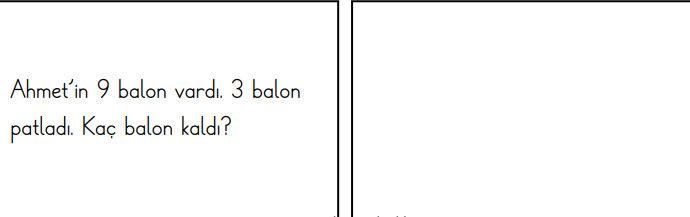 Ahmet'in 9 balon vardı. 3 balon
patladı. Kaç balon kaldı?